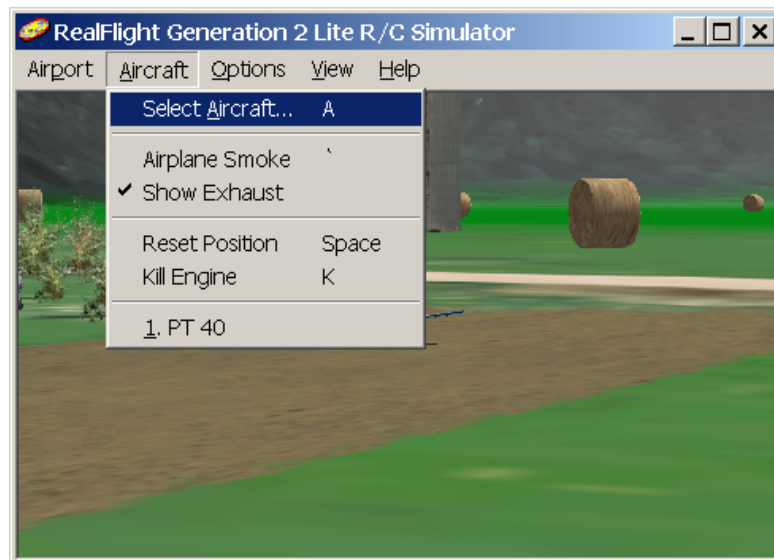 RealFlight Generation 2 Lite R/C Simulator
Airport Aircraft Options View Help
Select Aircraft... A
Airplane Smoke `
✔ Show Exhaust
Reset Position Space
Kill Engine K
1. PT 40